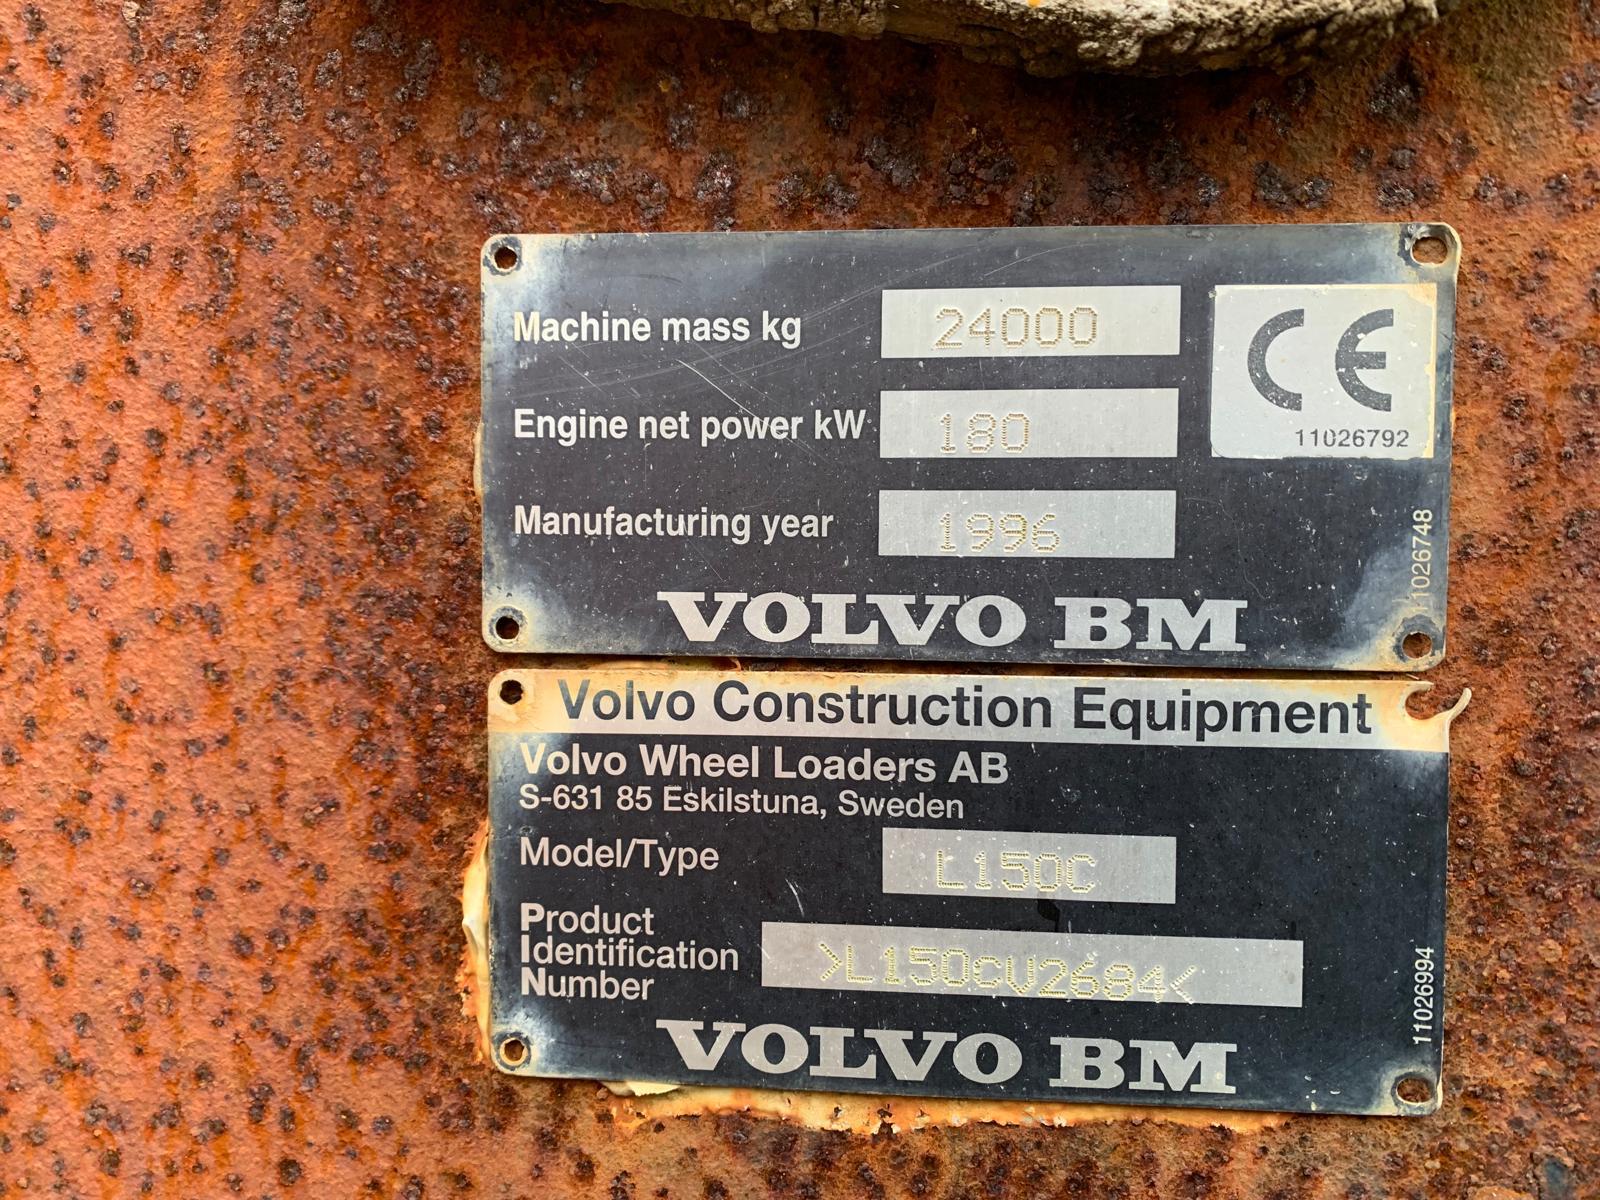 Machine mass kg 24000
Engine net power kW 180
CE
11026792
Manufacturing year 1996
11026748
VOLVO BM
Volvo Construction Equipment
Volvo Wheel Loaders AB
S-631 85 Eskilstuna, Sweden
Model/Type L150C
Product
Identification
Number
>L150CV2684<
11026994
VOLVO BM